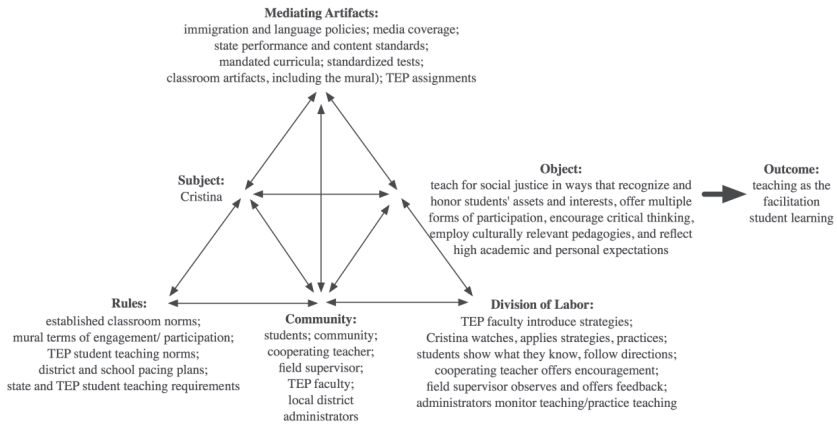 Mediating Artifacts:
immigration and language policies; media coverage;
state performance and content standards;
mandated curricula; standardized tests;
classroom artifacts, including the mural); TEP assignments
Subject:
Cristina
Object:
teach for social justice in ways that recognize and
honor students' assets and interests, offer multiple
forms of participation, encourage critical thinking,
employ culturally relevant pedagogies, and reflect
high academic and personal expectations
Outcome:
teaching as the
facilitation
student learning
Rules:
established classroom norms;
mural terms of engagement/ participation;
TEP student teaching norms;
district and school pacing plans;
state and TEP student teaching requirements
Community:
students; community;
cooperating teacher;
field supervisor;
TEP faculty;
local district
administrators
Division of Labor:
TEP faculty introduce strategies;
Cristina watches, applies strategies, practices;
students show what they know, follow directions;
cooperating teacher offers encouragement;
field supervisor observes and offers feedback;
administrators monitor teaching/practice teaching